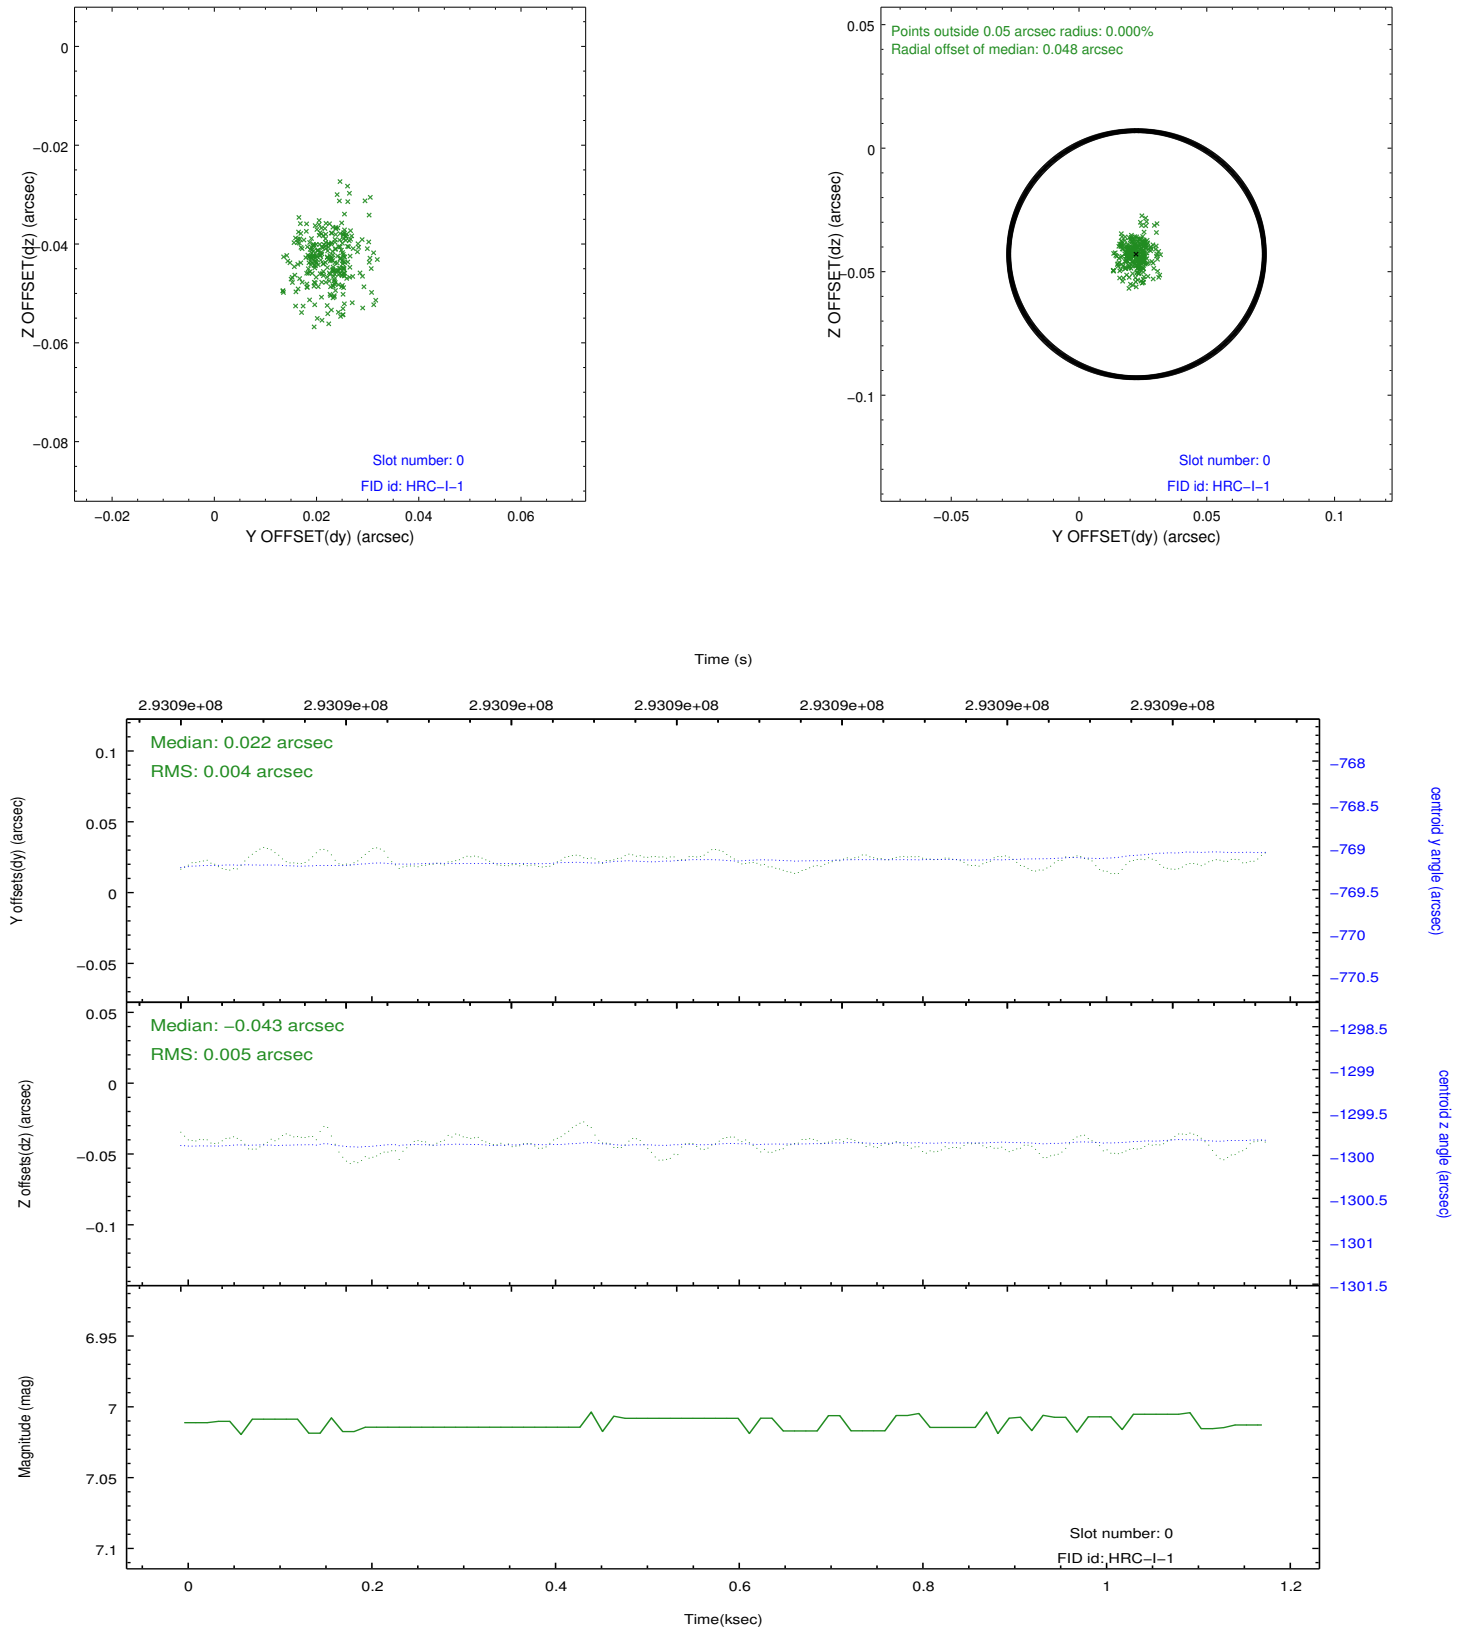 0
−0.02
−0.04
−0.06
−0.08
Z OFFSET(dz) (arcsec)
Slot number: 0
FID id: HRC−I−1
−0.02
0
0.02
0.04
0.06
Y OFFSET(dy) (arcsec)
Points outside 0.05 arcsec radius: 0.000%
Radial offset of median: 0.048 arcsec
0.05
0
−0.05
−0.1
Z OFFSET(dz) (arcsec)
Slot number: 0
FID id: HRC−I−1
−0.05
0
0.05
0.1
Y OFFSET(dy) (arcsec)
Time (s)
2.9309e+08
2.9309e+08
2.9309e+08
2.9309e+08
2.9309e+08
2.9309e+08
2.9309e+08
Median: 0.022 arcsec
RMS: 0.004 arcsec
0.1
0.05
0
−0.05
Y offsets(dy) (arcsec)
−768
−768.5
−769
−769.5
−770
−770.5
centroid y angle (arcsec)
Median: −0.043 arcsec
RMS: 0.005 arcsec
0.05
0
−0.05
−0.1
Z offsets(dz) (arcsec)
−1298.5
−1299
−1299.5
−1300
−1300.5
−1301
−1301.5
centroid z angle (arcsec)
6.95
7
7.05
7.1
Magnitude (mag)
Slot number: 0
FID id: HRC−I−1
0
0.2
0.4
0.6
0.8
1
1.2
Time(ksec)